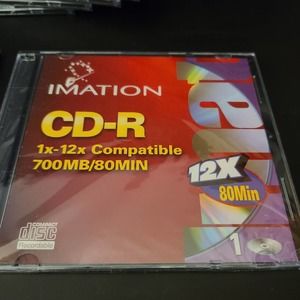 IMATION
CD-R
1x-12x Compatible
700MB/80MIN
12X
80Min
1
COMPACT
disc
Recordable